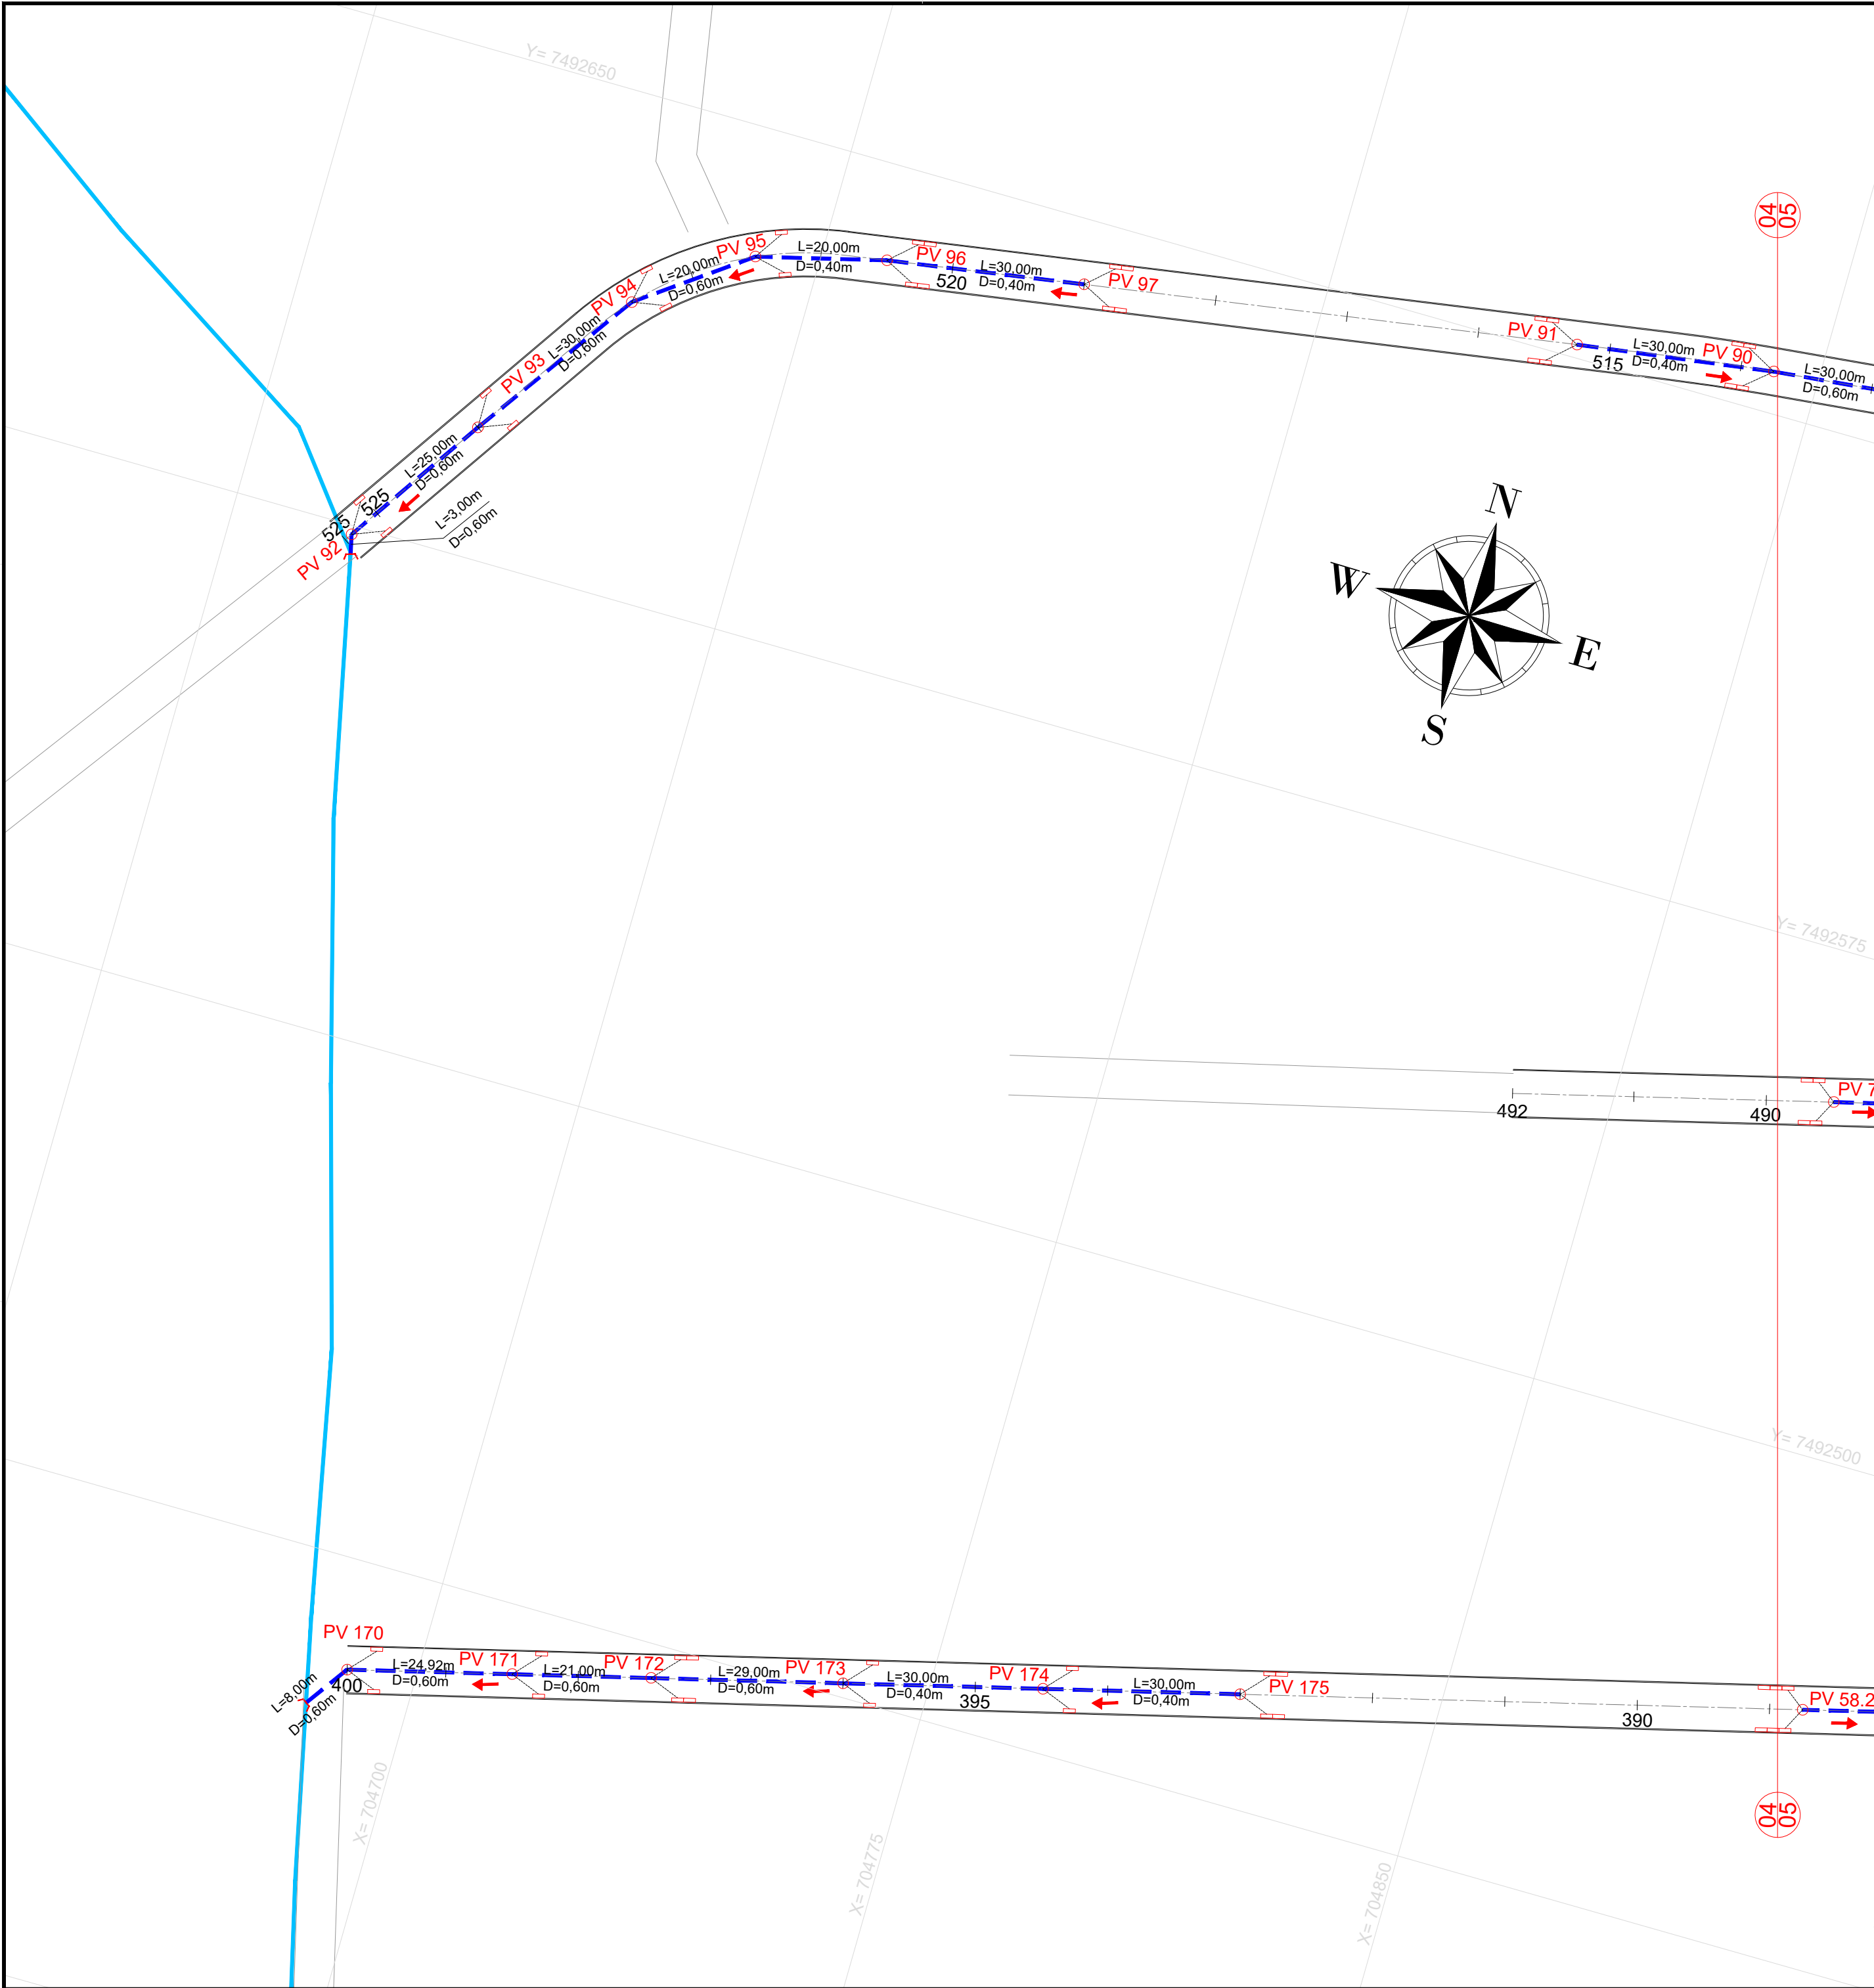 Y= 7492650
04
05
PV 95
L=20,00m
D=0,40m
PV 96
L=30,00m
D=0,40m
520
PV 97
L=20,00m
D=0,60m
PV 94
L=30,00m
D=0,60m
PV 93
PV 91
L=30,00m
D=0,40m
515
PV 90
L=30,00m
D=0,60m
L=25,00m
D=0,60m
525
525
L=3,00m
D=0,60m
PV 92
N
W
E
S
Y= 7492575
PV 7
492
490
Y= 7492500
PV 170
L=24,92m
D=0,60m
PV 171
L=21,00m
D=0,60m
PV 172
L=29,00m
D=0,60m
PV 173
L=30,00m
D=0,40m
395
PV 174
L=30,00m
D=0,40m
PV 175
390
PV 58.2
400
L=8,00m
D=0,60m
X= 704700
X= 704775
X= 704850
04
05